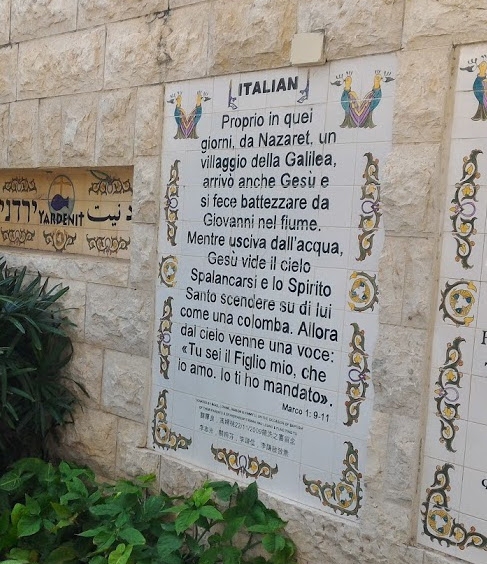 ITALIAN
Proprio in quei
giorni, da Nazaret, un
villaggio della Galilea,
arrivò anche Gesù e
si fece battezzare da
Giovanni nel fiume.
Mentre usciva dall'acqua,
Gesù vide il cielo
Spalancarsi e lo Spirito
Santo scendere su di lui
come una colomba. Allora
dal cielo venne una voce:
«Tu sei il Figlio mio, che
io amo. Io ti ho mandato».
Marco 1: 9-11
YARDENIT